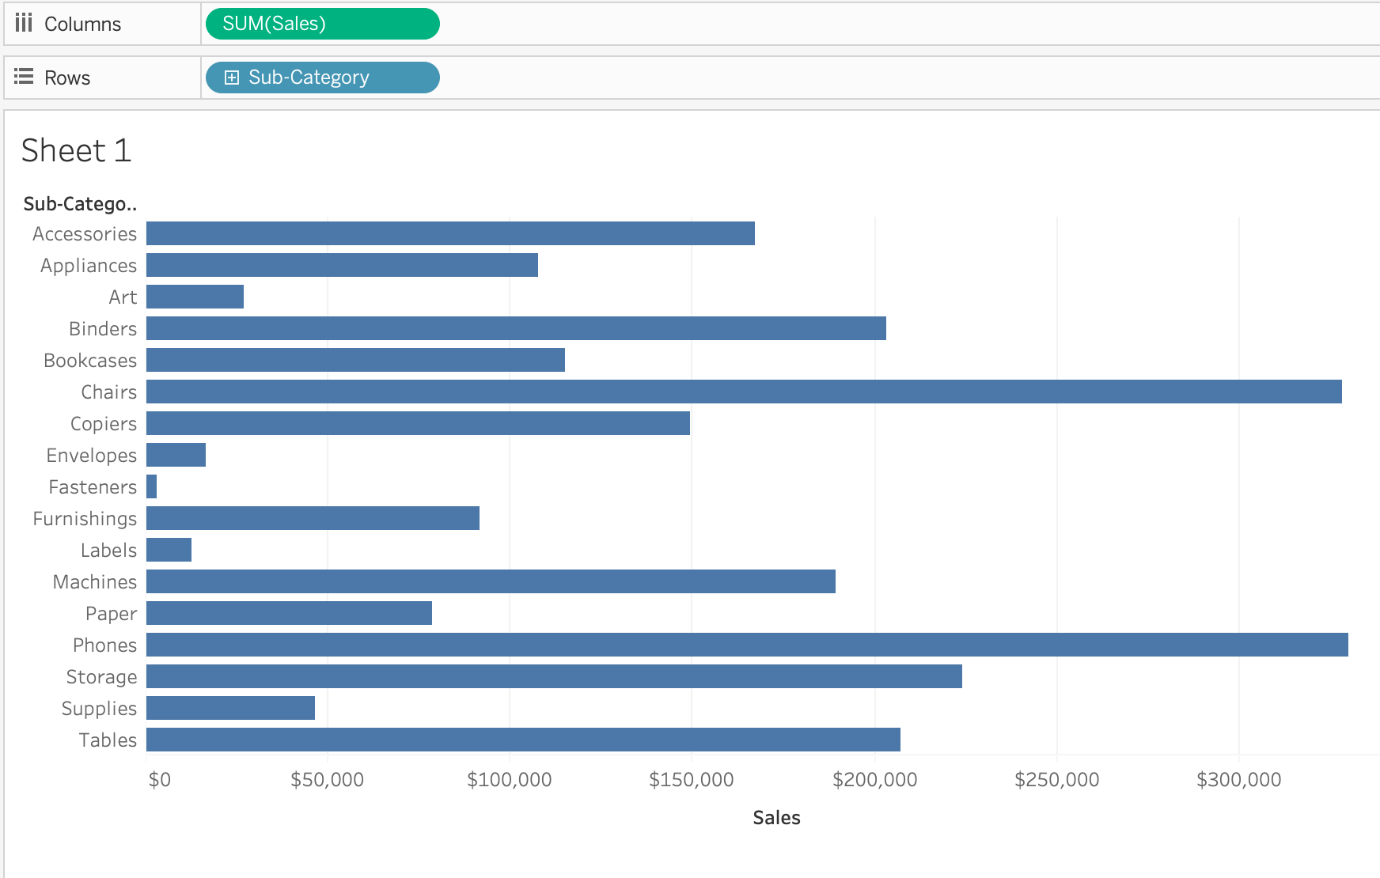 Columns
SUM(Sales)
Rows
Sub-Category
Sheet 1
Sub-Catego..
Accessories
Appliances
Art
Binders
Bookcases
Chairs
Copiers
Envelopes
Fasteners
Furnishings
Labels
Machines
Paper
Phones
Storage
Supplies
Tables
$0 $50,000 $100,000 $150,000 $200,000 $250,000 $300,000
Sales